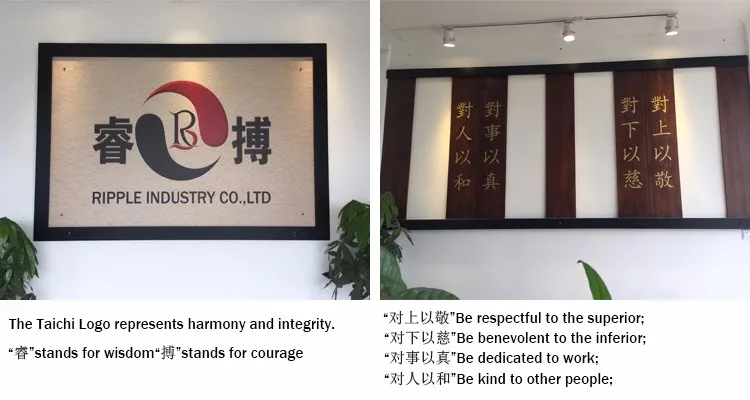 睿 R 搏
RIPPLE INDUSTRY CO.,LTD
The Taichi Logo represents harmony and integrity.
“睿”stands for wisdom“搏”stands for courage
對上以敬
對下以慈
對事以真
對人以和
“对上以敬”Be respectful to the superior;
“对下以慈”Be benevolent to the inferior;
“对事以真”Be dedicated to work;
“对人以和”Be kind to other people;